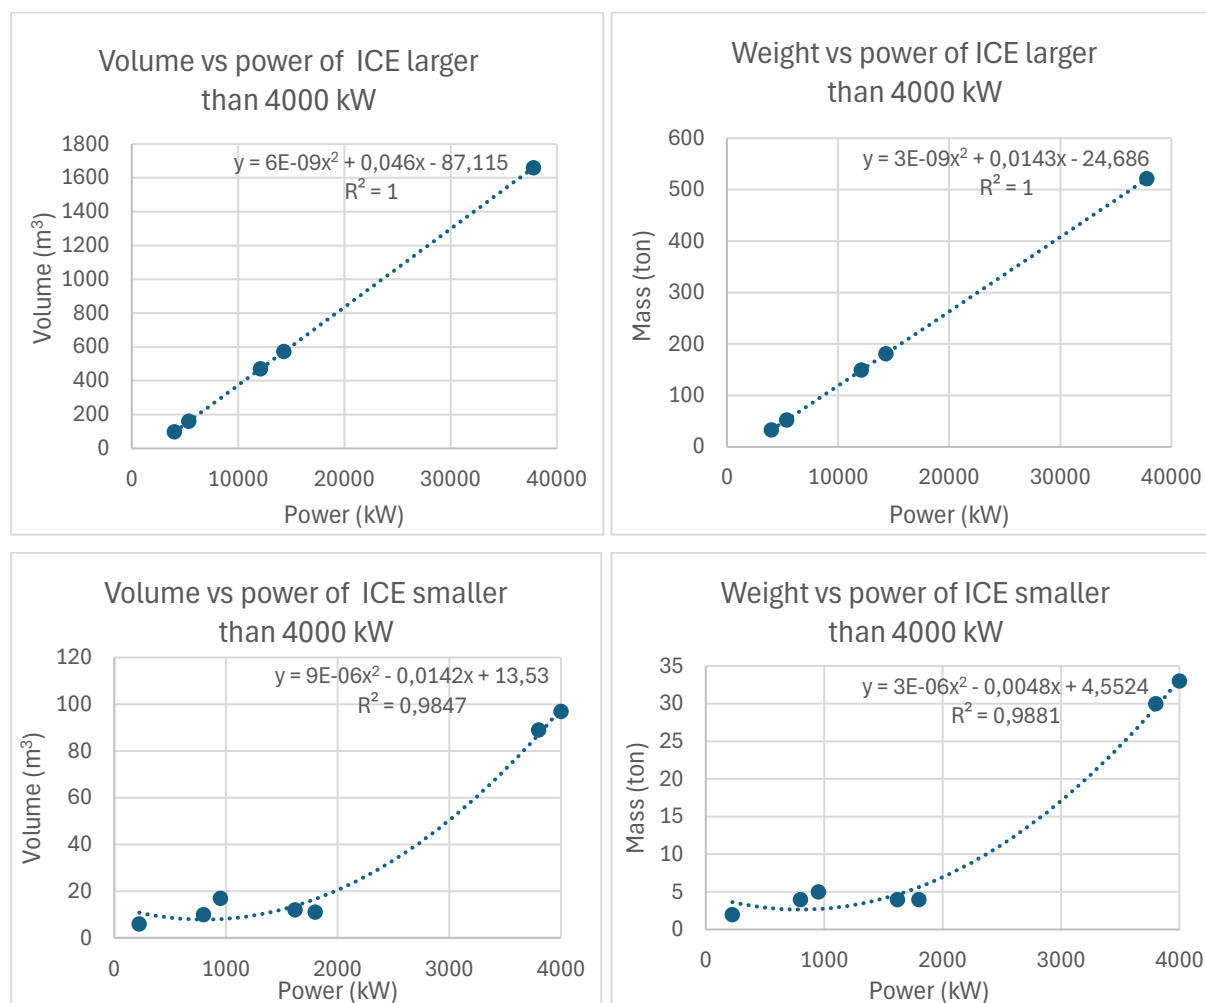 Volume vs power of  ICE larger
than 4000 kW
y = 6E-09x² + 0,046x - 87,115
R² = 1
Volume (m³)
1800
1600
1400
1200
1000
800
600
400
200
0
0 10000 20000 30000 40000
Power (kW)
Weight vs power of ICE larger
than 4000 kW
y = 3E-09x² + 0,0143x - 24,686
R² = 1
Mass (ton)
600
500
400
300
200
100
0
0 10000 20000 30000 40000
Power (kW)
Volume vs power of  ICE smaller
than 4000 kW
y = 9E-06x² - 0,0142x + 13,53
R² = 0,9847
Volume (m³)
120
100
80
60
40
20
0
0 1000 2000 3000 4000
Power (kW)
Weight vs power of ICE smaller
than 4000 kW
y = 3E-06x² - 0,0048x + 4,5524
R² = 0,9881
Mass (ton)
35
30
25
20
15
10
5
0
0 1000 2000 3000 4000
Power (kW)